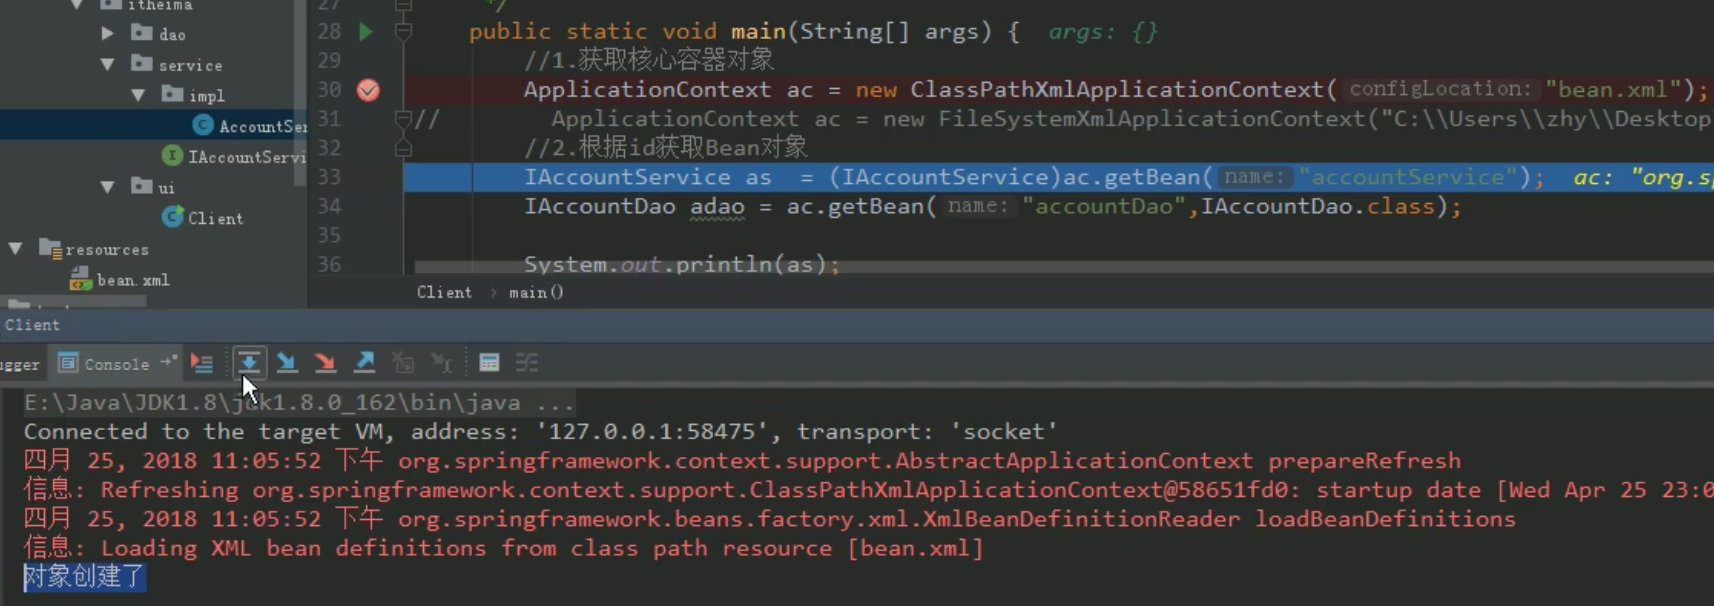 itheima
dao
service
impl
AccountSer
IAccountServi
ui
Client
resources
bean.xml
27 */
28 public static void main(String[] args) { args: {}
29 //1.获取核心容器对象
30 ApplicationContext ac = new ClassPathXmlApplicationContext( configLocation: "bean.xml");
31 // ApplicationContext ac = new FileSystemXmlApplicationContext("C:\\Users\\zhy\\Desktop
32 //2.根据id获取Bean对象
33 IAccountService as = (IAccountService)ac.getBean( name: "accountService"); ac: "org.s
34 IAccountDao adao = ac.getBean( name: "accountDao",IAccountDao.class);
35
36 System.out.println(as);
Client › main()
Client
ugger Console
E:\Java\JDK1.8\jdk1.8.0_162\bin\java ...
Connected to the target VM, address: '127.0.0.1:58475', transport: 'socket'
四月 25, 2018 11:05:52 下午 org.springframework.context.support.AbstractApplicationContext prepareRefresh
信息: Refreshing org.springframework.context.support.ClassPathXmlApplicationContext@58651fd0: startup date [Wed Apr 25 23:0
四月 25, 2018 11:05:52 下午 org.springframework.beans.factory.xml.XmlBeanDefinitionReader loadBeanDefinitions
信息: Loading XML bean definitions from class path resource [bean.xml]
对象创建了